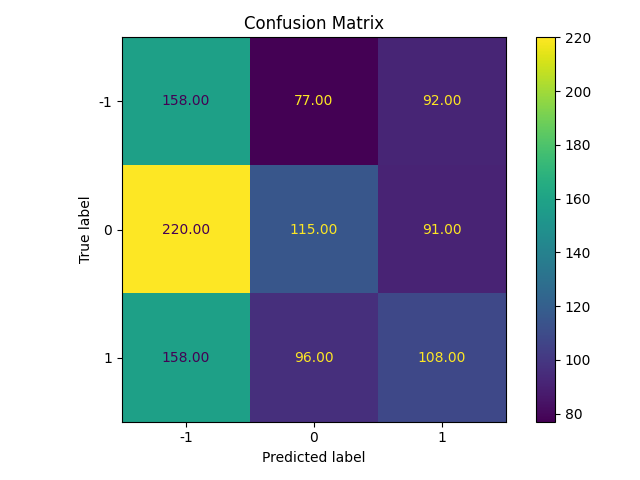 Confusion Matrix
True label
-1
158.00 77.00 92.00
0
220.00 115.00 91.00
1
158.00 96.00 108.00
-1 0 1
Predicted label
220
200
180
160
140
120
100
80